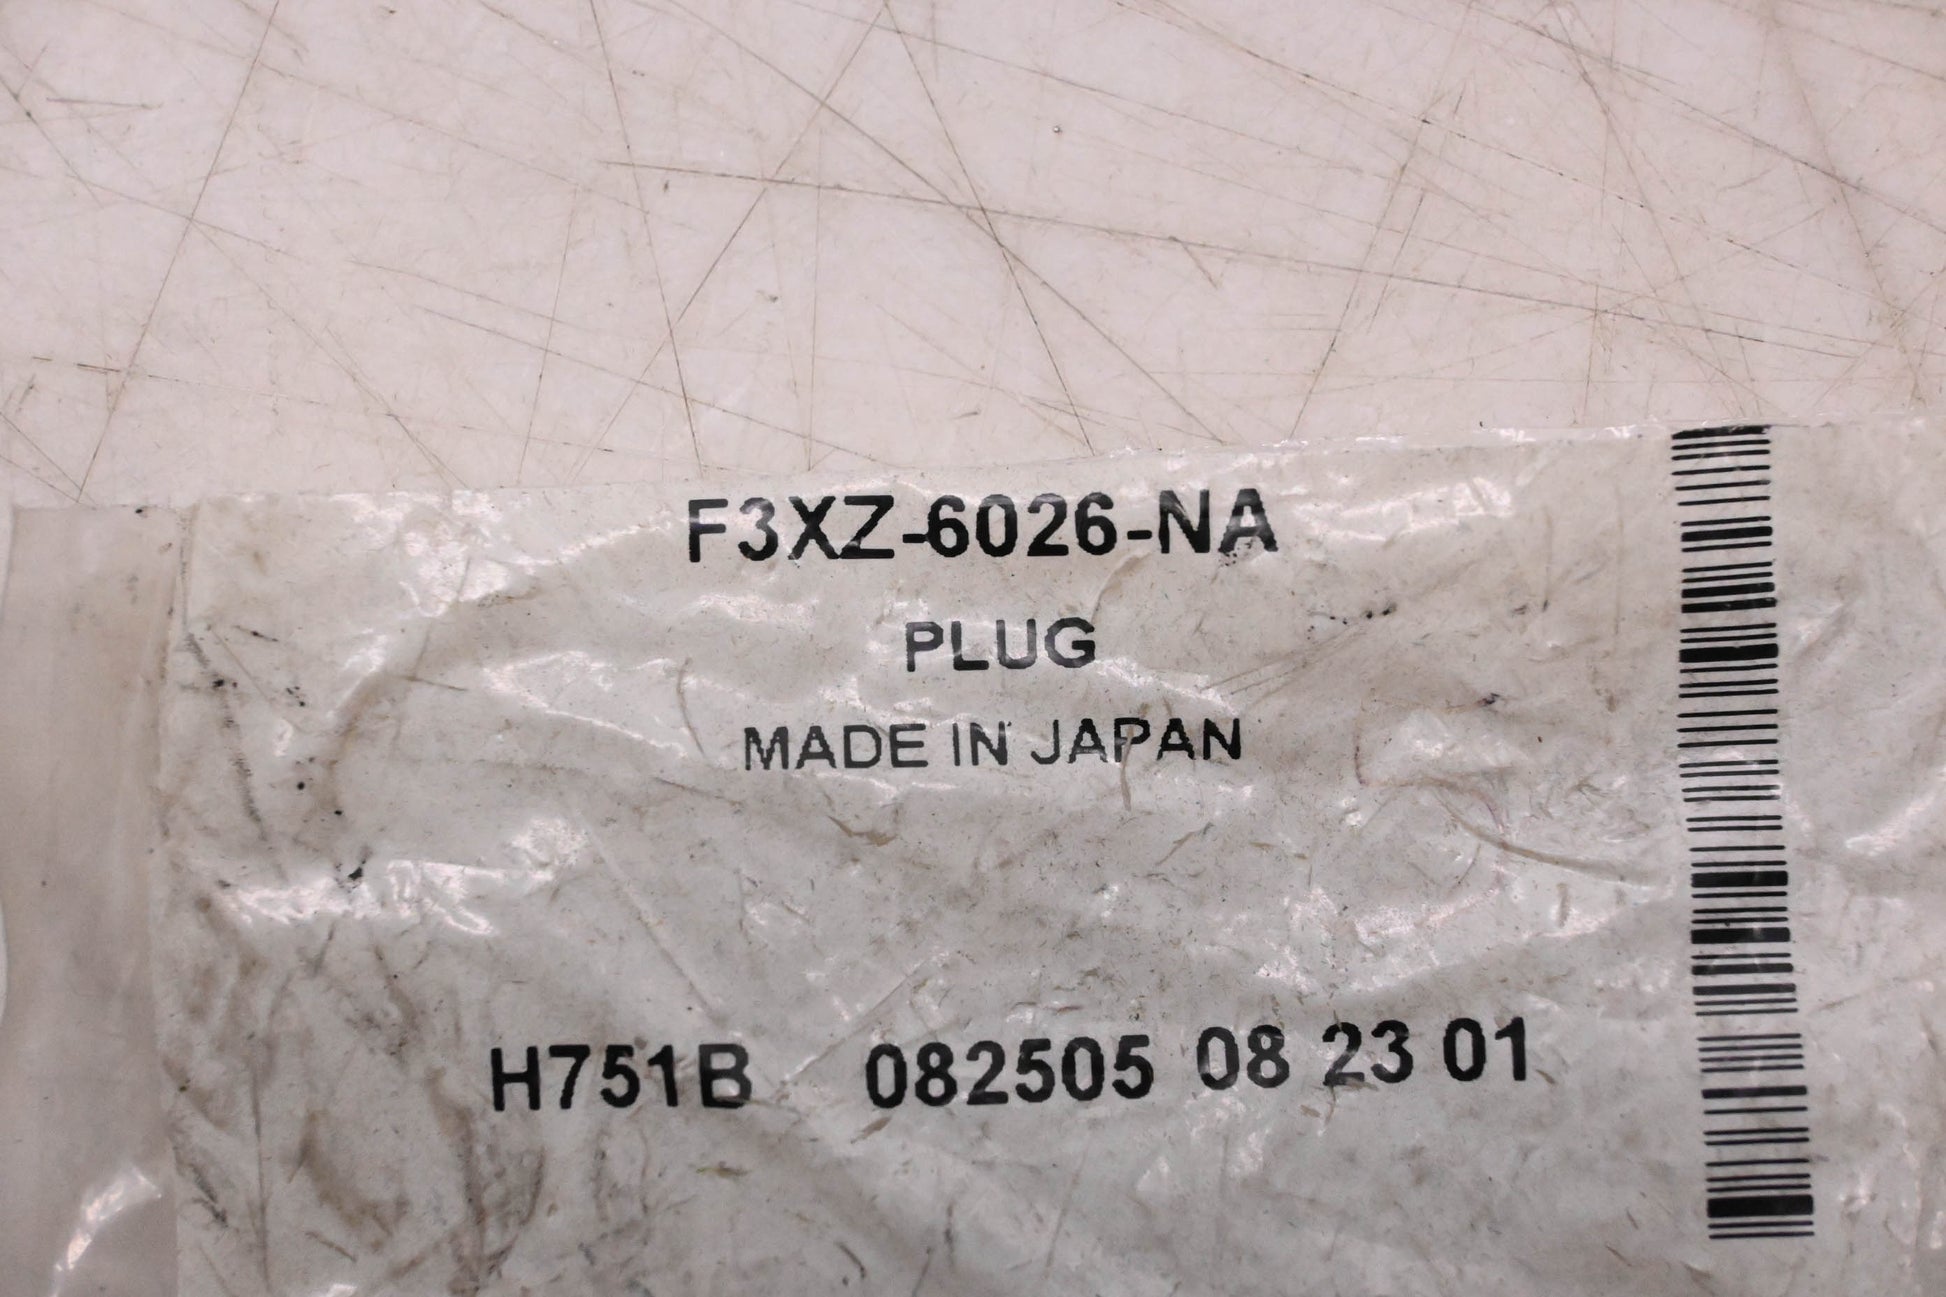 F3XZ-6026-NA
PLUG
MADE IN JAPAN
H751B 082505 08 23 01